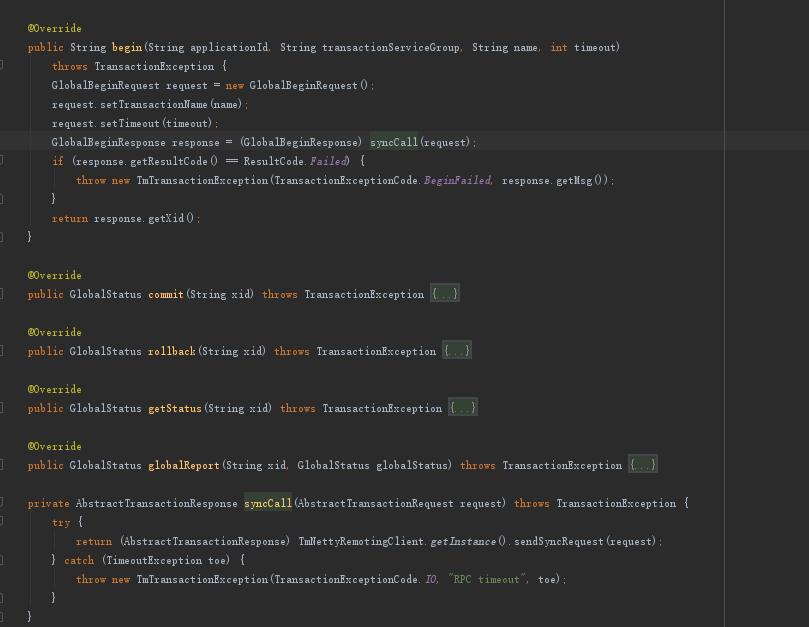 @Override
public String begin(String applicationId, String transactionServiceGroup, String name, int timeout)
throws TransactionException {
GlobalBeginRequest request = new GlobalBeginRequest();
request.setTransactionName(name);
request.setTimeout(timeout);
GlobalBeginResponse response = (GlobalBeginResponse) syncCall(request);
if (response.getResultCode() == ResultCode.Failed) {
throw new TmTransactionException(TransactionExceptionCode.BeginFailed, response.getMsg());
}
return response.getXid();
}
@Override
public GlobalStatus commit(String xid) throws TransactionException {...}
@Override
public GlobalStatus rollback(String xid) throws TransactionException {...}
@Override
public GlobalStatus getStatus(String xid) throws TransactionException {...}
@Override
public GlobalStatus globalReport(String xid, GlobalStatus globalStatus) throws TransactionException {...}
private AbstractTransactionResponse syncCall(AbstractTransactionRequest request) throws TransactionException {
try {
return (AbstractTransactionResponse) TmNettyRemotingClient.getInstance().sendSyncRequest(request);
} catch (TimeoutException toe) {
throw new TmTransactionException(TransactionExceptionCode.IO, "RPC timeout", toe);
}
}